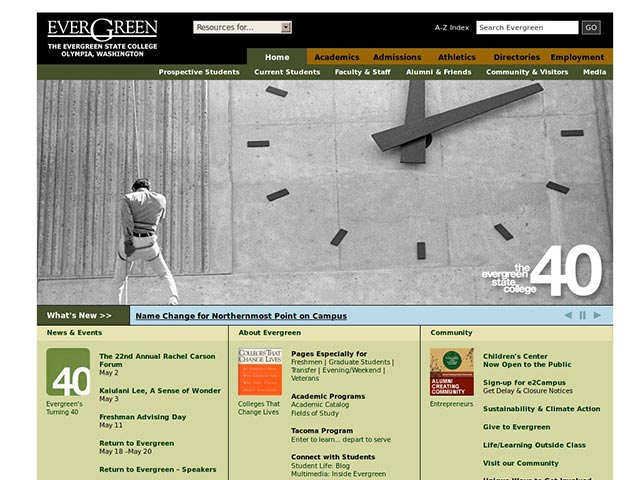 EVERGREEN
THE EVERGREEN STATE COLLEGE
OLYMPIA, WASHINGTON
Resources for...
A-Z Index
Search Evergreen
GO
Home
Academics
Admissions
Athletics
Directories
Employment
Prospective Students
Current Students
Faculty & Staff
Alumni & Friends
Community & Visitors
Media
the
evergreen
state
college
40
What's New >>
Name Change for Northernmost Point on Campus
News & Events
40
Evergreen's
Turning 40
The 22nd Annual Rachel Carson
Forum
May 2
Kaiulani Lee, A Sense of Wonder
May 3
Freshman Advising Day
May 11
Return to Evergreen
May 18 –May 20
Return to Evergreen – Speakers
About Evergreen
COLLEGES THAT
CHANGE LIVES
Colleges That
Change Lives
Pages Especially for
Freshmen | Graduate Students |
Transfer | Evening/Weekend |
Veterans
Academic Programs
Academic Catalog
Fields of Study
Tacoma Program
Enter to learn... depart to serve
Connect with Students
Student Life: Blog
Multimedia: Inside Evergreen
Community
ALUMNI
CREATING
COMMUNITY
Entrepreneurs
Children's Center
Now Open to the Public
Sign-up for e2Campus
Get Delay & Closure Notices
Sustainability & Climate Action
Give to Evergreen
Life/Learning Outside Class
Visit our Community
Unique Ways to Get Involved